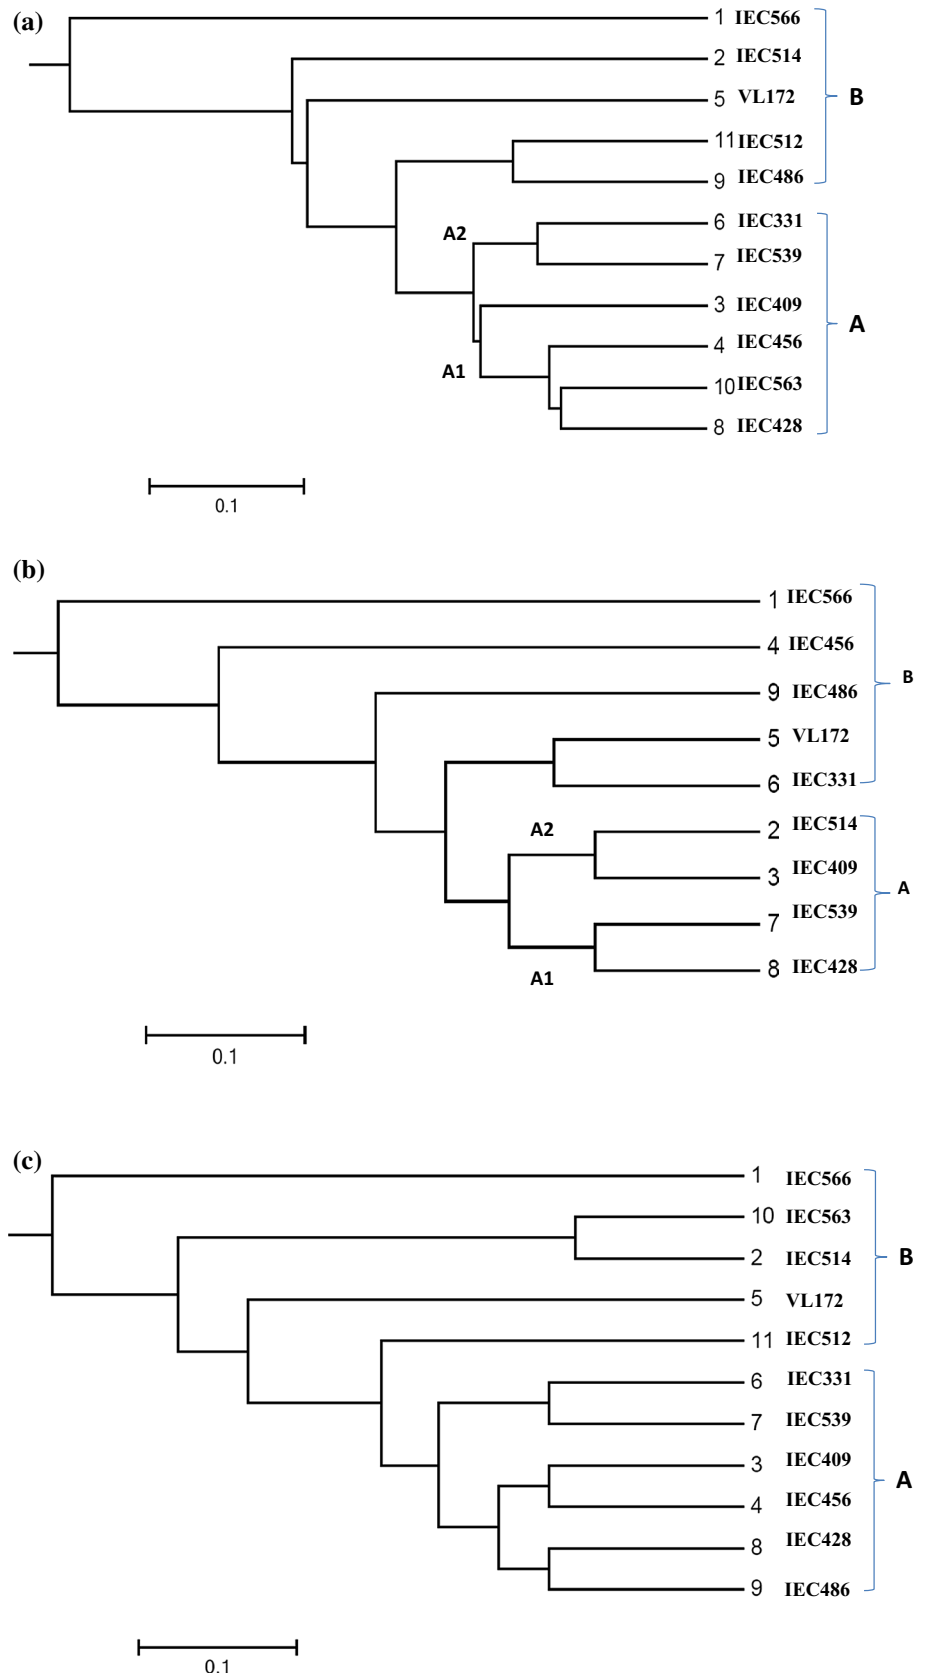 (a)
1 IEC566
2 IEC514
B
5 VL172
11 IEC512
9 IEC486
6 IEC331
A2
7 IEC539
3 IEC409
A
4 IEC456
A1
10 IEC563
8 IEC428
0.1
(b)
1 IEC566
4 IEC456
B
9 IEC486
5 VL172
6 IEC331
A2
2 IEC514
3 IEC409
A
7 IEC539
8 IEC428
A1
0.1
(c)
1 IEC566
10 IEC563
B
2 IEC514
5 VL172
11 IEC512
6 IEC331
7 IEC539
3 IEC409
A
4 IEC456
8 IEC428
9 IEC486
0.1